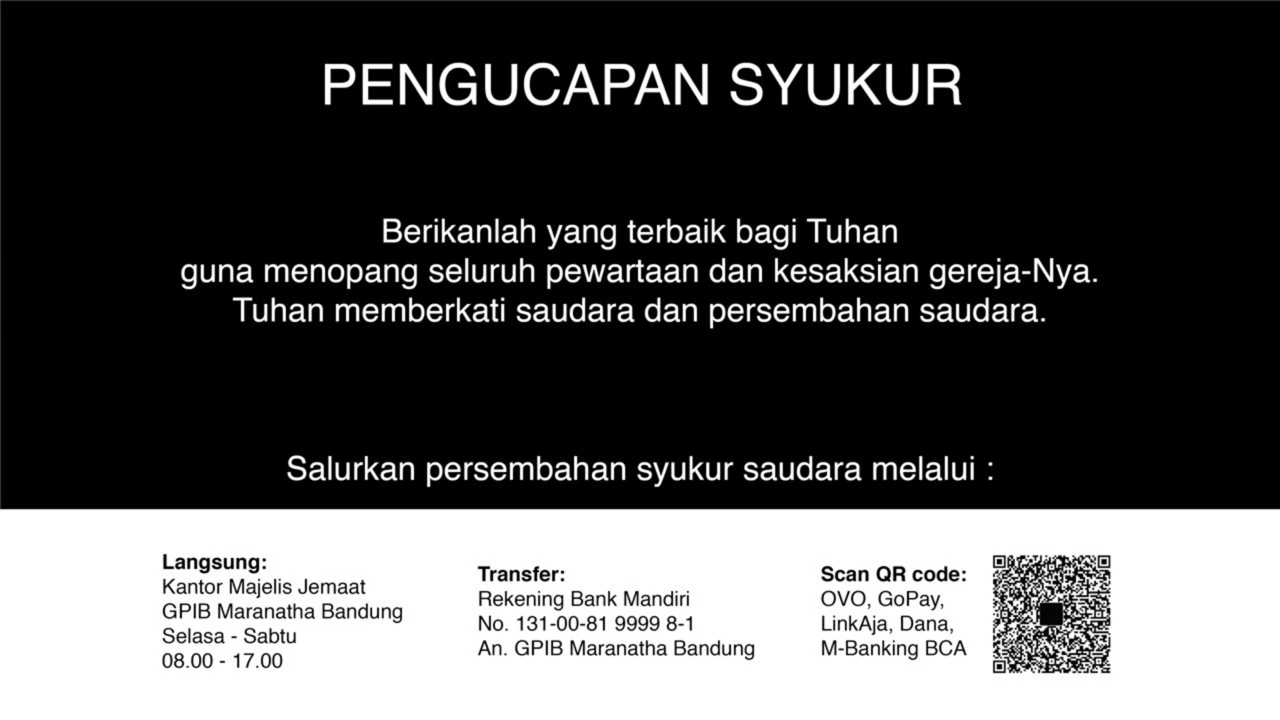 PENGUCAPAN SYUKUR
Berikanlah yang terbaik bagi Tuhan
guna menopang seluruh pewartaan dan kesaksian gereja-Nya.
Tuhan memberkati saudara dan persembahan saudara.
Salurkan persembahan syukur saudara melalui :
Langsung:
Kantor Majelis Jemaat
GPIB Maranatha Bandung
Selasa - Sabtu
08.00 - 17.00
Transfer:
Rekening Bank Mandiri
No. 131-00-81 9999 8-1
An. GPIB Maranatha Bandung
Scan QR code:
OVO, GoPay,
LinkAja, Dana,
M-Banking BCA